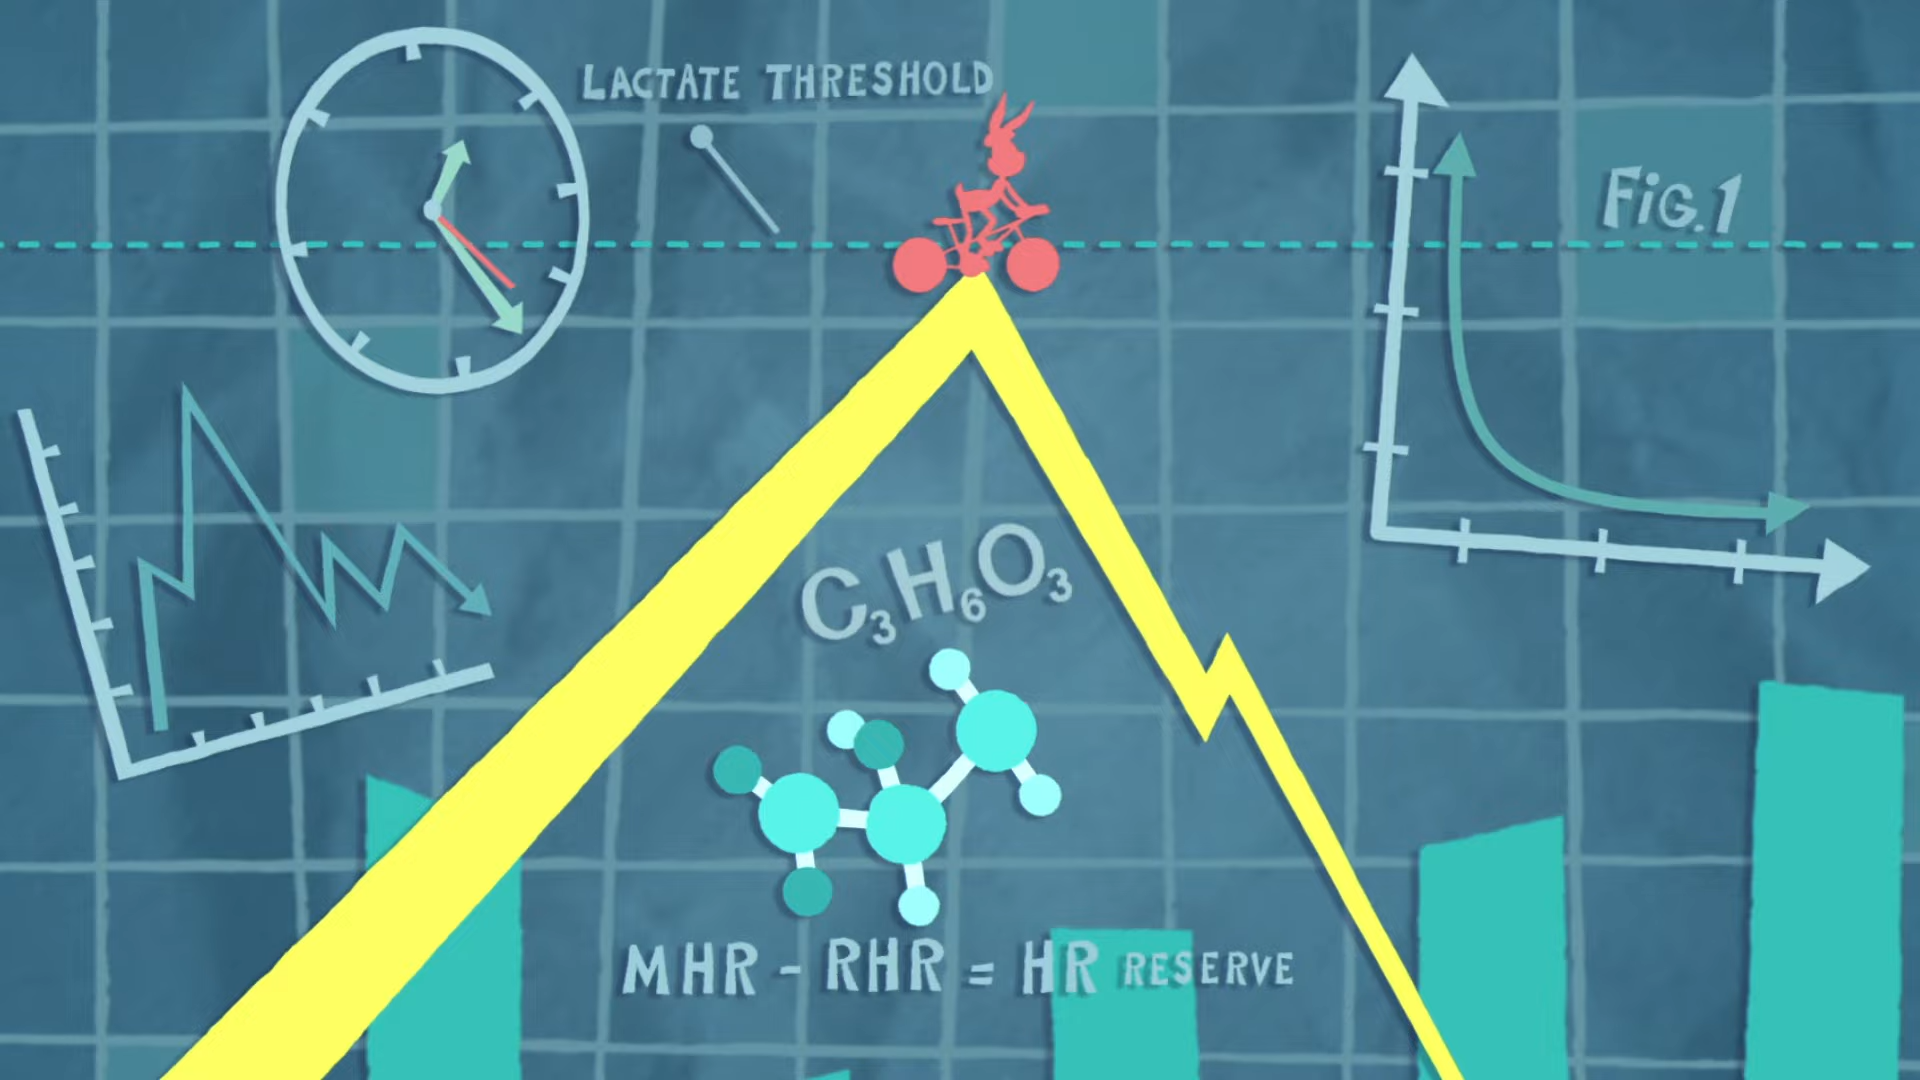 LACTATE THRESHOLD
FiG.1
C₃H₆O₃
MHR - RHR = HR RESERVE